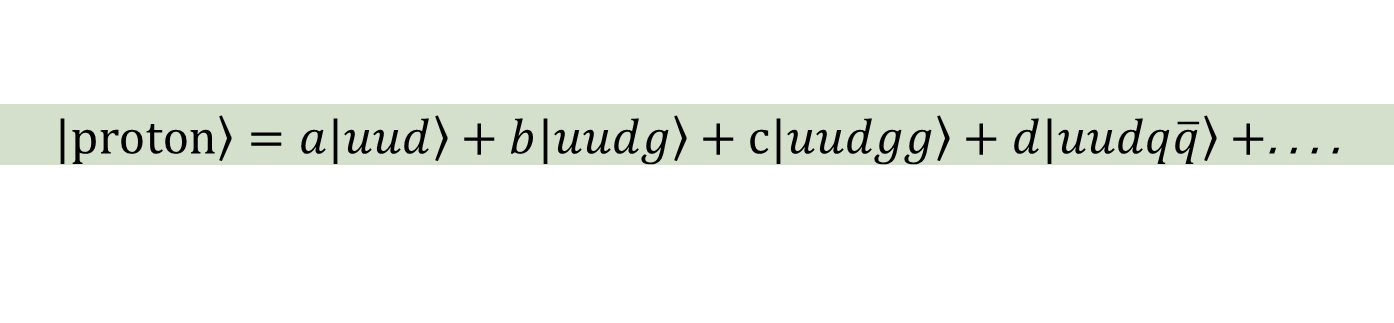 |proton⟩ = a|uud⟩ + b|uudg⟩ + c|uudgg⟩ + d|uudqq̅⟩ +....